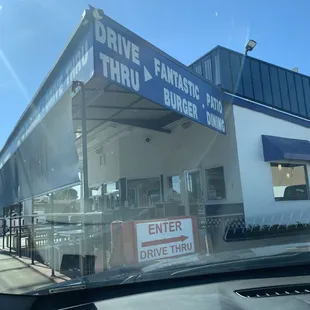 DRIVE THRU
FANTASTIC BURGER
PATIO DINING
ENTER
DRIVE THRU